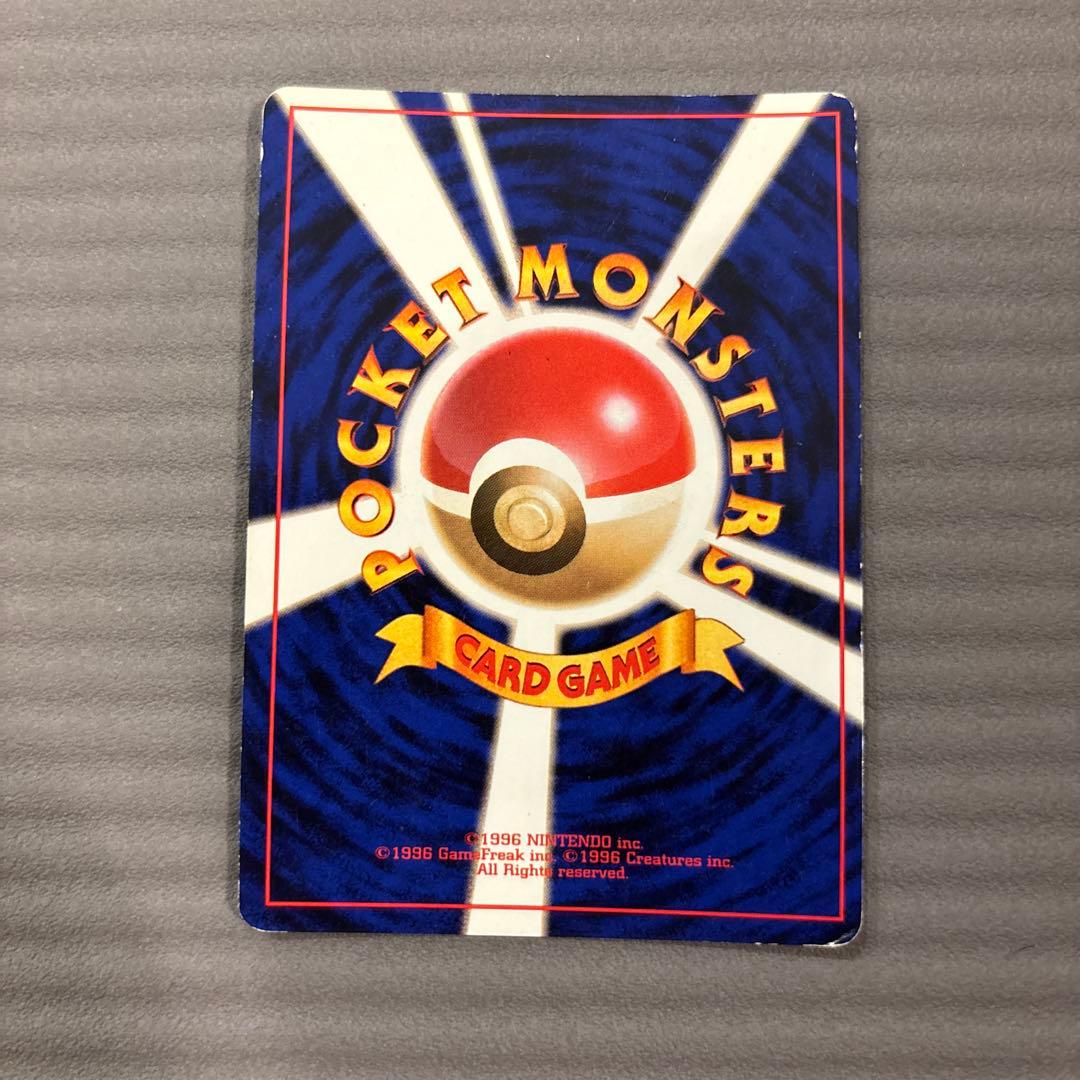 POCKET MONSTERS
CARD GAME
©1996 NINTENDO inc.
©1996 GameFreak inc. ©1996 Creatures inc.
All Rights reserved.